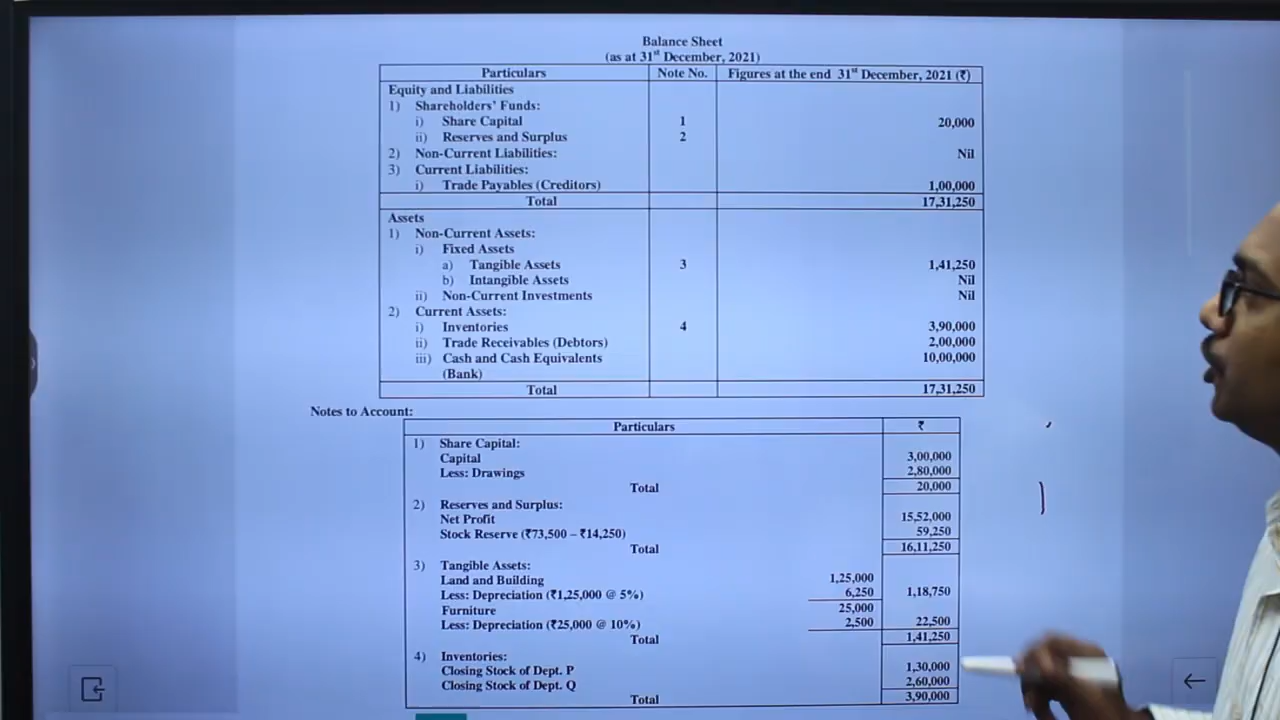 Balance Sheet
(as at 31st December, 2021)
Particulars Note No. Figures at the end 31st December, 2021 (₹)
Equity and Liabilities
1) Shareholders' Funds:
i) Share Capital 1 20,000
ii) Reserves and Surplus 2
2) Non-Current Liabilities: Nil
3) Current Liabilities:
i) Trade Payables (Creditors) 1,00,000
Total 17,31,250
Assets
1) Non-Current Assets:
i) Fixed Assets
a) Tangible Assets 3 1,41,250
b) Intangible Assets Nil
ii) Non-Current Investments Nil
2) Current Assets:
i) Inventories 4 3,90,000
ii) Trade Receivables (Debtors) 2,00,000
iii) Cash and Cash Equivalents 10,00,000
(Bank)
Total 17,31,250
Notes to Account:
Particulars ₹
1) Share Capital:
Capital 3,00,000
Less: Drawings 2,80,000
Total 20,000
2) Reserves and Surplus:
Net Profit 15,52,000
Stock Reserve (₹73,500 – ₹14,250) 59,250
Total 16,11,250
3) Tangible Assets:
Land and Building 1,25,000
Less: Depreciation (₹1,25,000 @ 5%) 6,250 1,18,750
Furniture 25,000
Less: Depreciation (₹25,000 @ 10%) 2,500 22,500
Total 1,41,250
4) Inventories:
Closing Stock of Dept. P 1,30,000
Closing Stock of Dept. Q 2,60,000
Total 3,90,000